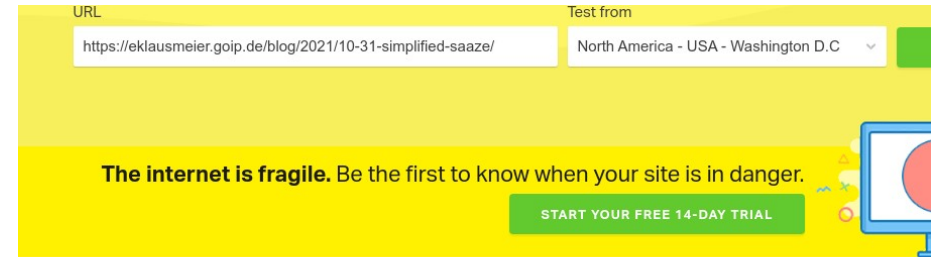 URL
Test from
https://eklausmeier.goip.de/blog/2021/10-31-simplified-saaze/
North America - USA - Washington D.C
The internet is fragile. Be the first to know when your site is in danger.
START YOUR FREE 14-DAY TRIAL